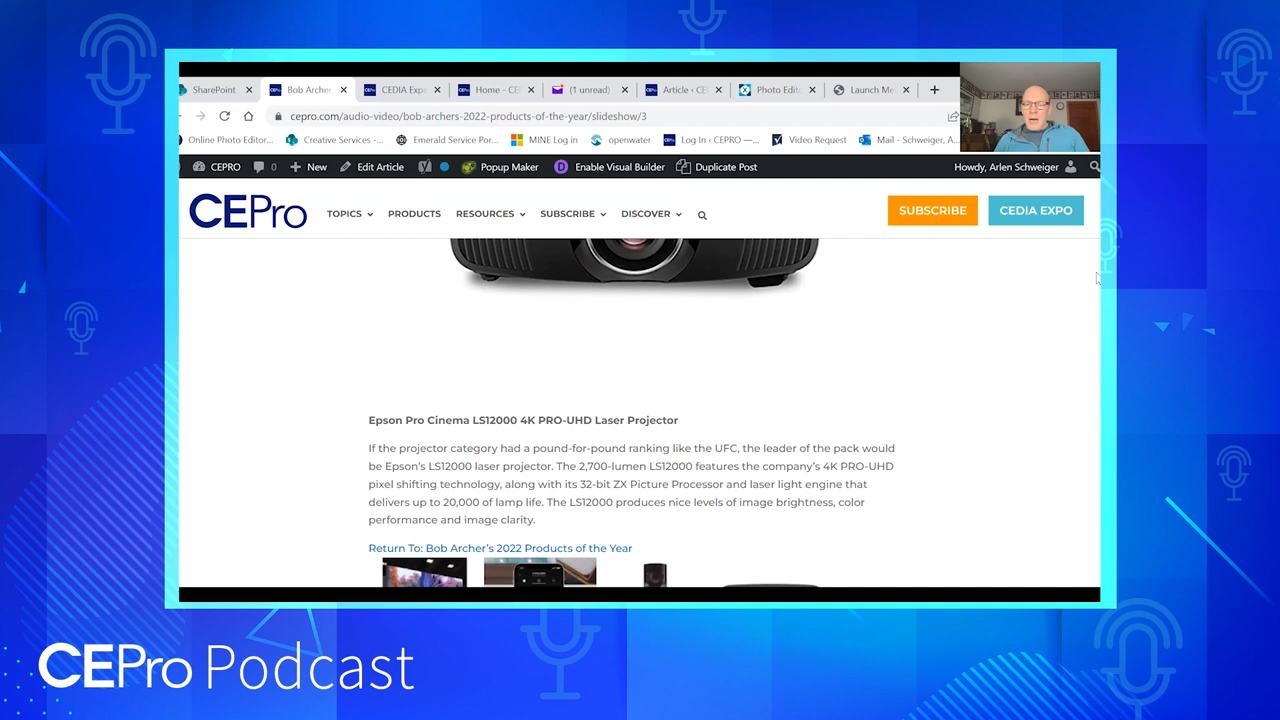 SharePoint
Bob Archer
CEDIA Exp
Home - CE
(1 unread)
Article ‹ CE
Photo Edit
Launch Me
cepro.com/audio-video/bob-archers-2022-products-of-the-year/slideshow/3
Online Photo Editor...
Creative Services -...
Emerald Service Por...
MINE Log in
openwater
Log In ‹ CEPRO —...
Video Request
Mail - Schweiger, A...
CEPRO
0
New
Edit Article
Popup Maker
D
Enable Visual Builder
Duplicate Post
Howdy, Arlen Schweiger
CEPro
TOPICS
PRODUCTS
RESOURCES
SUBSCRIBE
DISCOVER
SUBSCRIBE
CEDIA EXPO
Epson Pro Cinema LS12000 4K PRO-UHD Laser Projector
If the projector category had a pound-for-pound ranking like the UFC, the leader of the pack would
be Epson's LS12000 laser projector. The 2,700-lumen LS12000 features the company's 4K PRO-UHD
pixel shifting technology, along with its 32-bit ZX Picture Processor and laser light engine that
delivers up to 20,000 of lamp life. The LS12000 produces nice levels of image brightness, color
performance and image clarity.
Return To: Bob Archer's 2022 Products of the Year
CEPro Podcast